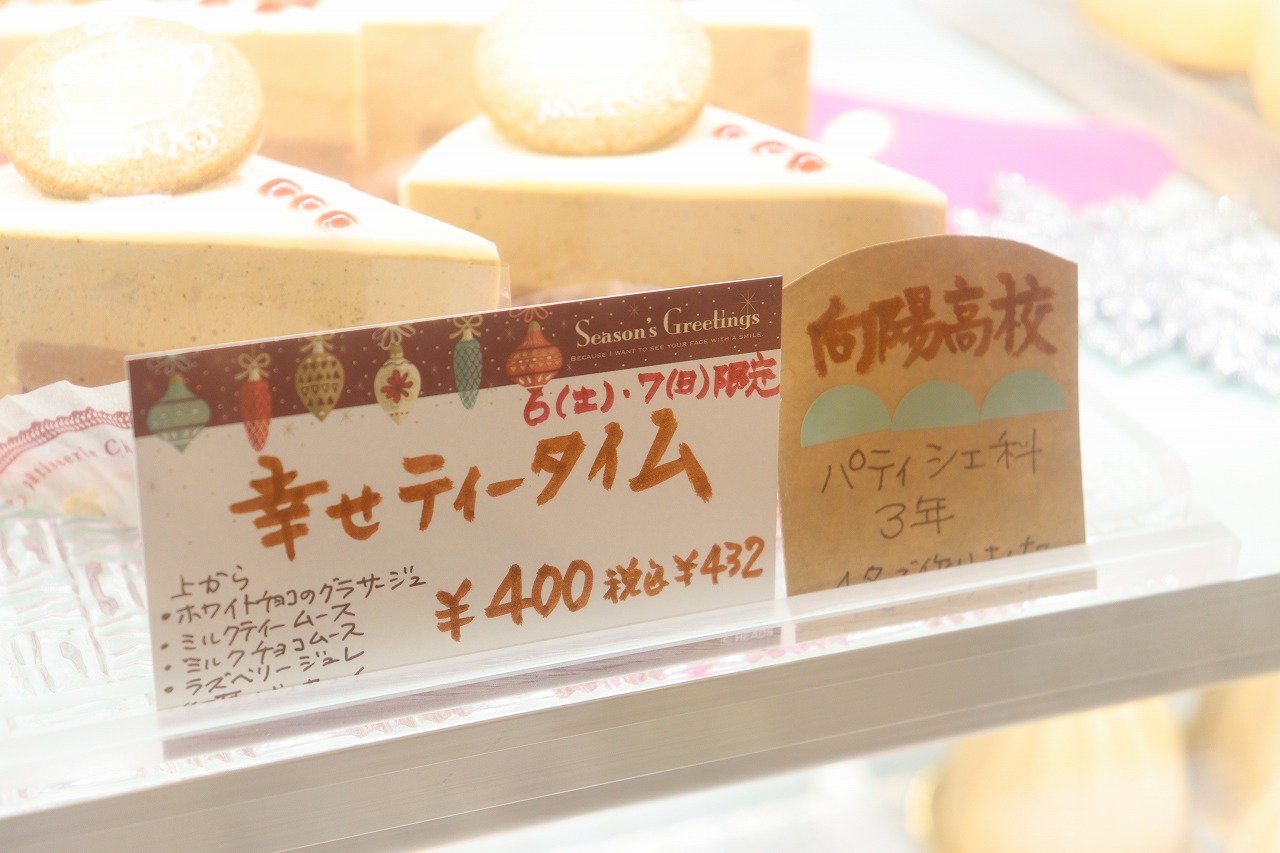 THANKS
Season's Greetings
BECAUSE I WANT TO SEE YOUR FACE WITH A SMILE
6(土)・7(日)限定
幸せティータイム
¥400 税込¥432
上から
・ホワイトチョコのグラサージュ
・ミルクティームース
・ミルクチョコムース
・ラズベリージュレ
向陽高校
パティシエ科
3年